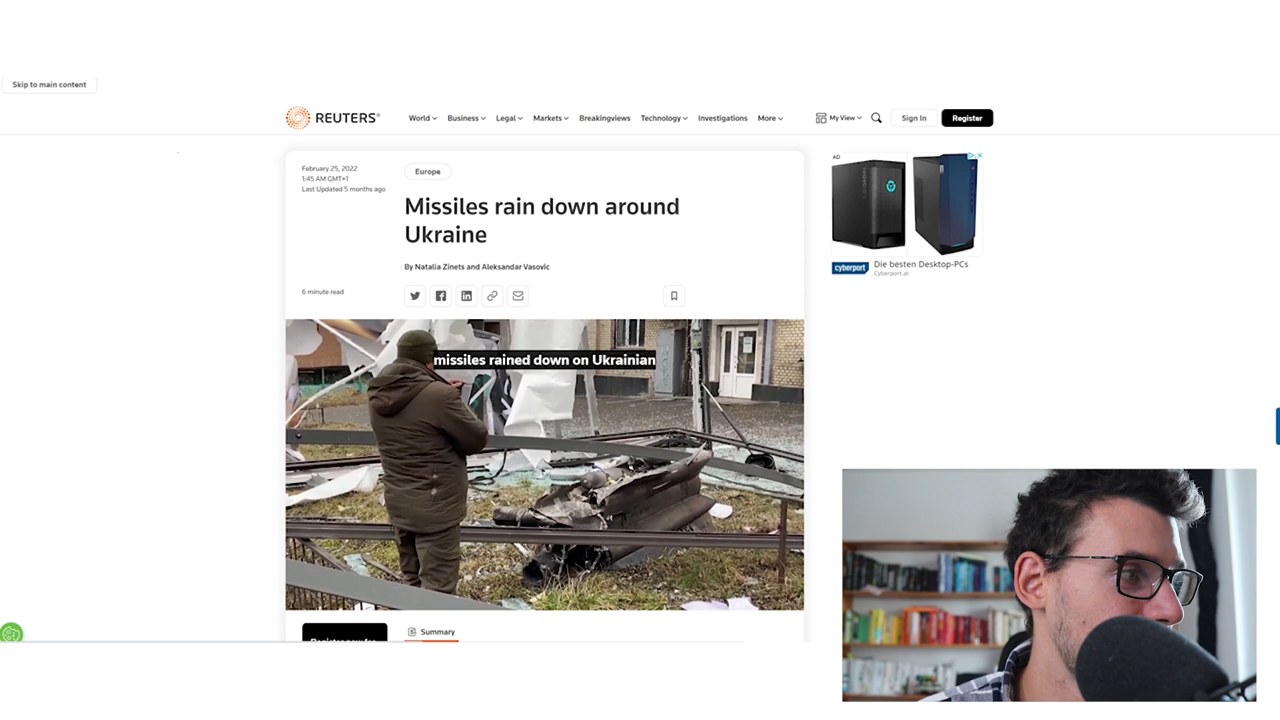 Skip to main content
REUTERS®
World
Business
Legal
Markets
Breakingviews
Technology
Investigations
More
My View
Sign In
Register
February 25, 2022
1:45 AM GMT+1
Last Updated 5 months ago
Europe
Missiles rain down around
Ukraine
By Natalia Zinets and Aleksandar Vasovic
6 minute read
missiles rained down on Ukrainian
Summary
AD
cyberport
Die besten Desktop-PCs
Cyberport.at